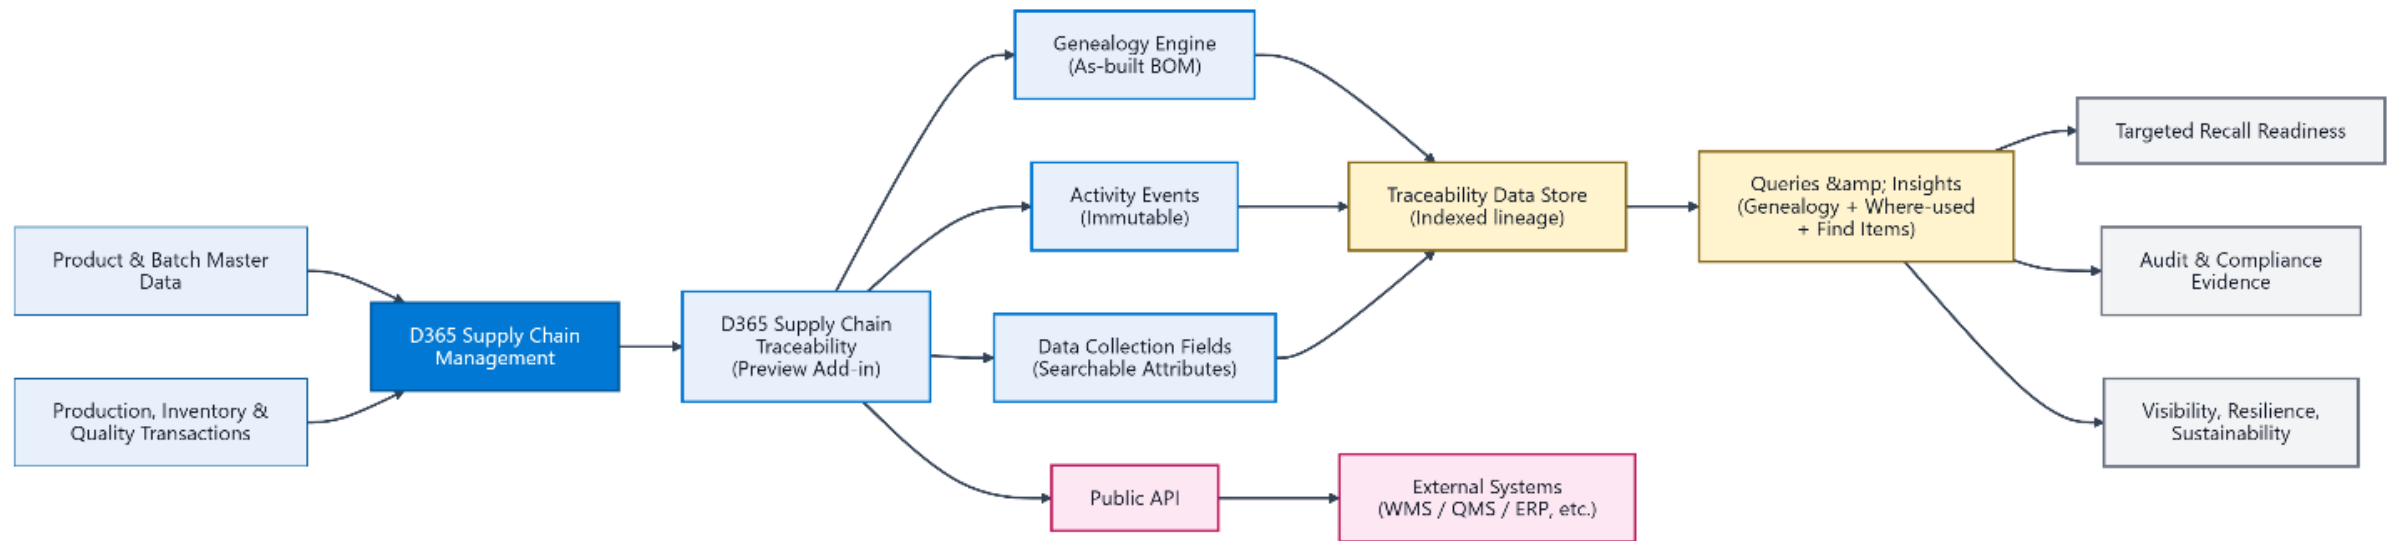 Product & Batch Master
Data
Production, Inventory &
Quality Transactions
D365 Supply Chain
Management
D365 Supply Chain
Traceability
(Preview Add-in)
Genealogy Engine
(As-built BOM)
Activity Events
(Immutable)
Data Collection Fields
(Searchable Attributes)
Public API
Traceability Data Store
(Indexed lineage)
External Systems
(WMS / QMS / ERP, etc.)
Queries &amp; Insights
(Genealogy + Where-used
+ Find Items)
Targeted Recall Readiness
Audit & Compliance
Evidence
Visibility, Resilience,
Sustainability